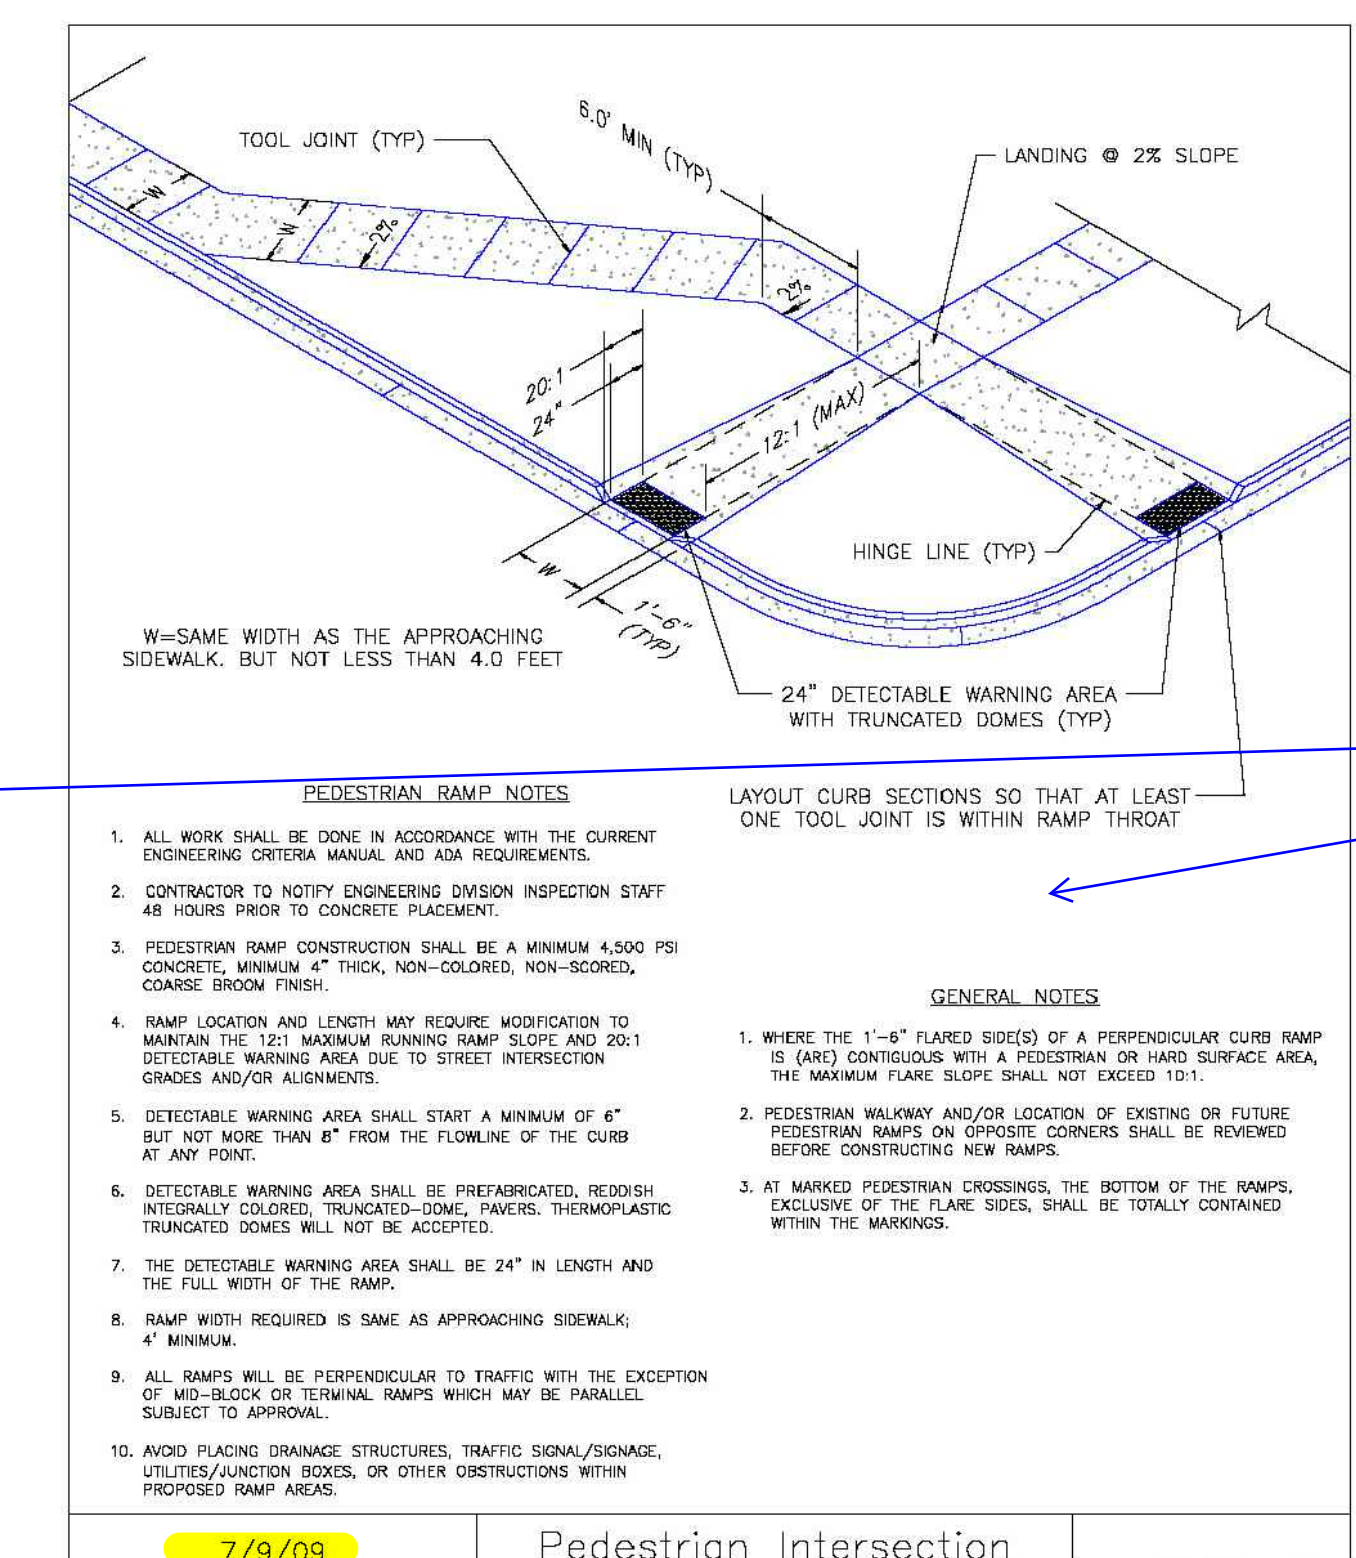 6.0' MIN (TYP)
TOOL JOINT (TYP)
LANDING @ 2% SLOPE
W
W
2%
2%
20:1
24"
12:1 (MAX)
HINGE LINE (TYP)
W
1'-6"
(TYP)
W=SAME WIDTH AS THE APPROACHING
SIDEWALK. BUT NOT LESS THAN 4.0 FEET
24" DETECTABLE WARNING AREA
WITH TRUNCATED DOMES (TYP)
LAYOUT CURB SECTIONS SO THAT AT LEAST
ONE TOOL JOINT IS WITHIN RAMP THROAT
PEDESTRIAN RAMP NOTES
1. ALL WORK SHALL BE DONE IN ACCORDANCE WITH THE CURRENT
ENGINEERING CRITERIA MANUAL AND ADA REQUIREMENTS.
2. CONTRACTOR TO NOTIFY ENGINEERING DIVISION INSPECTION STAFF
48 HOURS PRIOR TO CONCRETE PLACEMENT.
3. PEDESTRIAN RAMP CONSTRUCTION SHALL BE A MINIMUM 4,500 PSI
CONCRETE, MINIMUM 4" THICK, NON-COLORED, NON-SCORED,
COARSE BROOM FINISH.
4. RAMP LOCATION AND LENGTH MAY REQUIRE MODIFICATION TO
MAINTAIN THE 12:1 MAXIMUM RUNNING RAMP SLOPE AND 20:1
DETECTABLE WARNING AREA DUE TO STREET INTERSECTION
GRADES AND/OR ALIGNMENTS.
5. DETECTABLE WARNING AREA SHALL START A MINIMUM OF 6"
BUT NOT MORE THAN 8" FROM THE FLOWLINE OF THE CURB
AT ANY POINT.
6. DETECTABLE WARNING AREA SHALL BE PREFABRICATED, REDDISH
INTEGRALLY COLORED, TRUNCATED-DOME, PAVERS. THERMOPLASTIC
TRUNCATED DOMES WILL NOT BE ACCEPTED.
7. THE DETECTABLE WARNING AREA SHALL BE 24" IN LENGTH AND
THE FULL WIDTH OF THE RAMP.
8. RAMP WIDTH REQUIRED IS SAME AS APPROACHING SIDEWALK;
4' MINIMUM.
9. ALL RAMPS WILL BE PERPENDICULAR TO TRAFFIC WITH THE EXCEPTION
OF MID-BLOCK OR TERMINAL RAMPS WHICH MAY BE PARALLEL
SUBJECT TO APPROVAL.
10. AVOID PLACING DRAINAGE STRUCTURES, TRAFFIC SIGNAL/SIGNAGE,
UTILITIES/JUNCTION BOXES, OR OTHER OBSTRUCTIONS WITHIN
PROPOSED RAMP AREAS.
GENERAL NOTES
1. WHERE THE 1'-6" FLARED SIDE(S) OF A PERPENDICULAR CURB RAMP
IS (ARE) CONTIGUOUS WITH A PEDESTRIAN OR HARD SURFACE AREA,
THE MAXIMUM FLARE SLOPE SHALL NOT EXCEED 10:1.
2. PEDESTRIAN WALKWAY AND/OR LOCATION OF EXISTING OR FUTURE
PEDESTRIAN RAMPS ON OPPOSITE CORNERS SHALL BE REVIEWED
BEFORE CONSTRUCTING NEW RAMPS.
3. AT MARKED PEDESTRIAN CROSSINGS, THE BOTTOM OF THE RAMPS,
EXCLUSIVE OF THE FLARE SIDES, SHALL BE TOTALLY CONTAINED
WITHIN THE MARKINGS.
7/9/09
Pedestrian Intersection